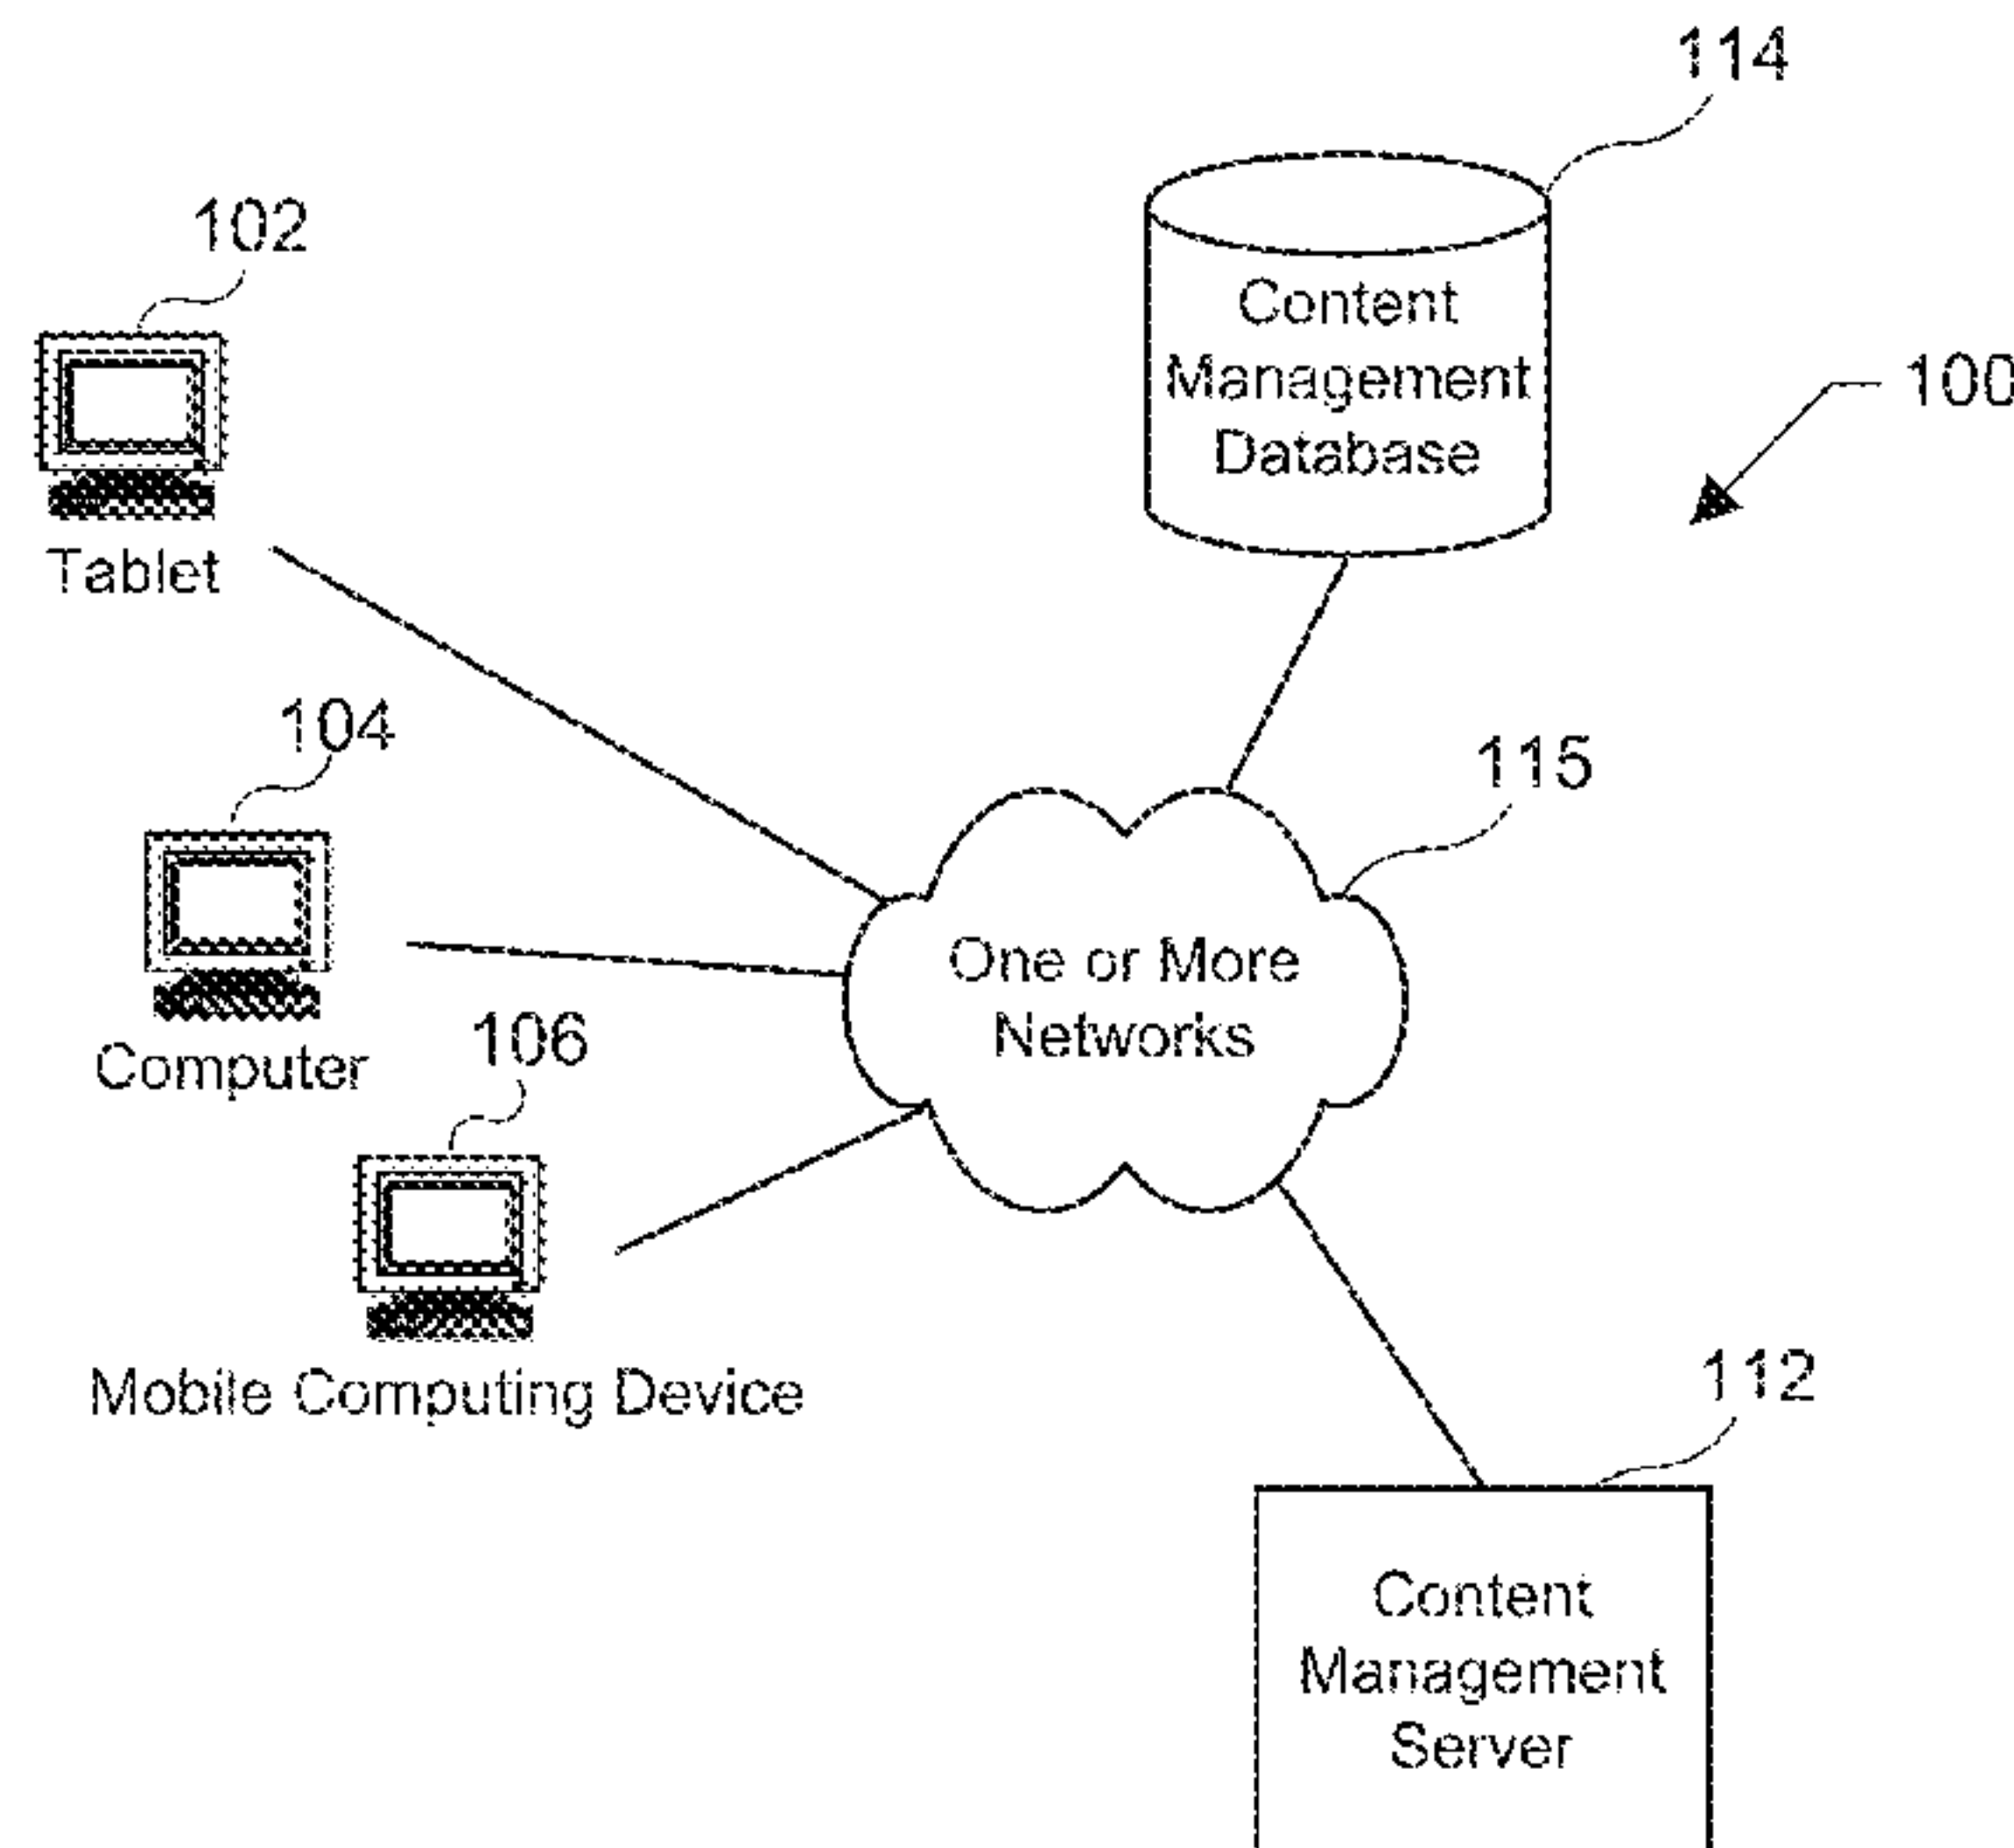 114
102
Content
Management
Database
100
Tablet
104
115
One or More
Networks
Computer
106
Mobile Computing Device
112
Content
Management
Server